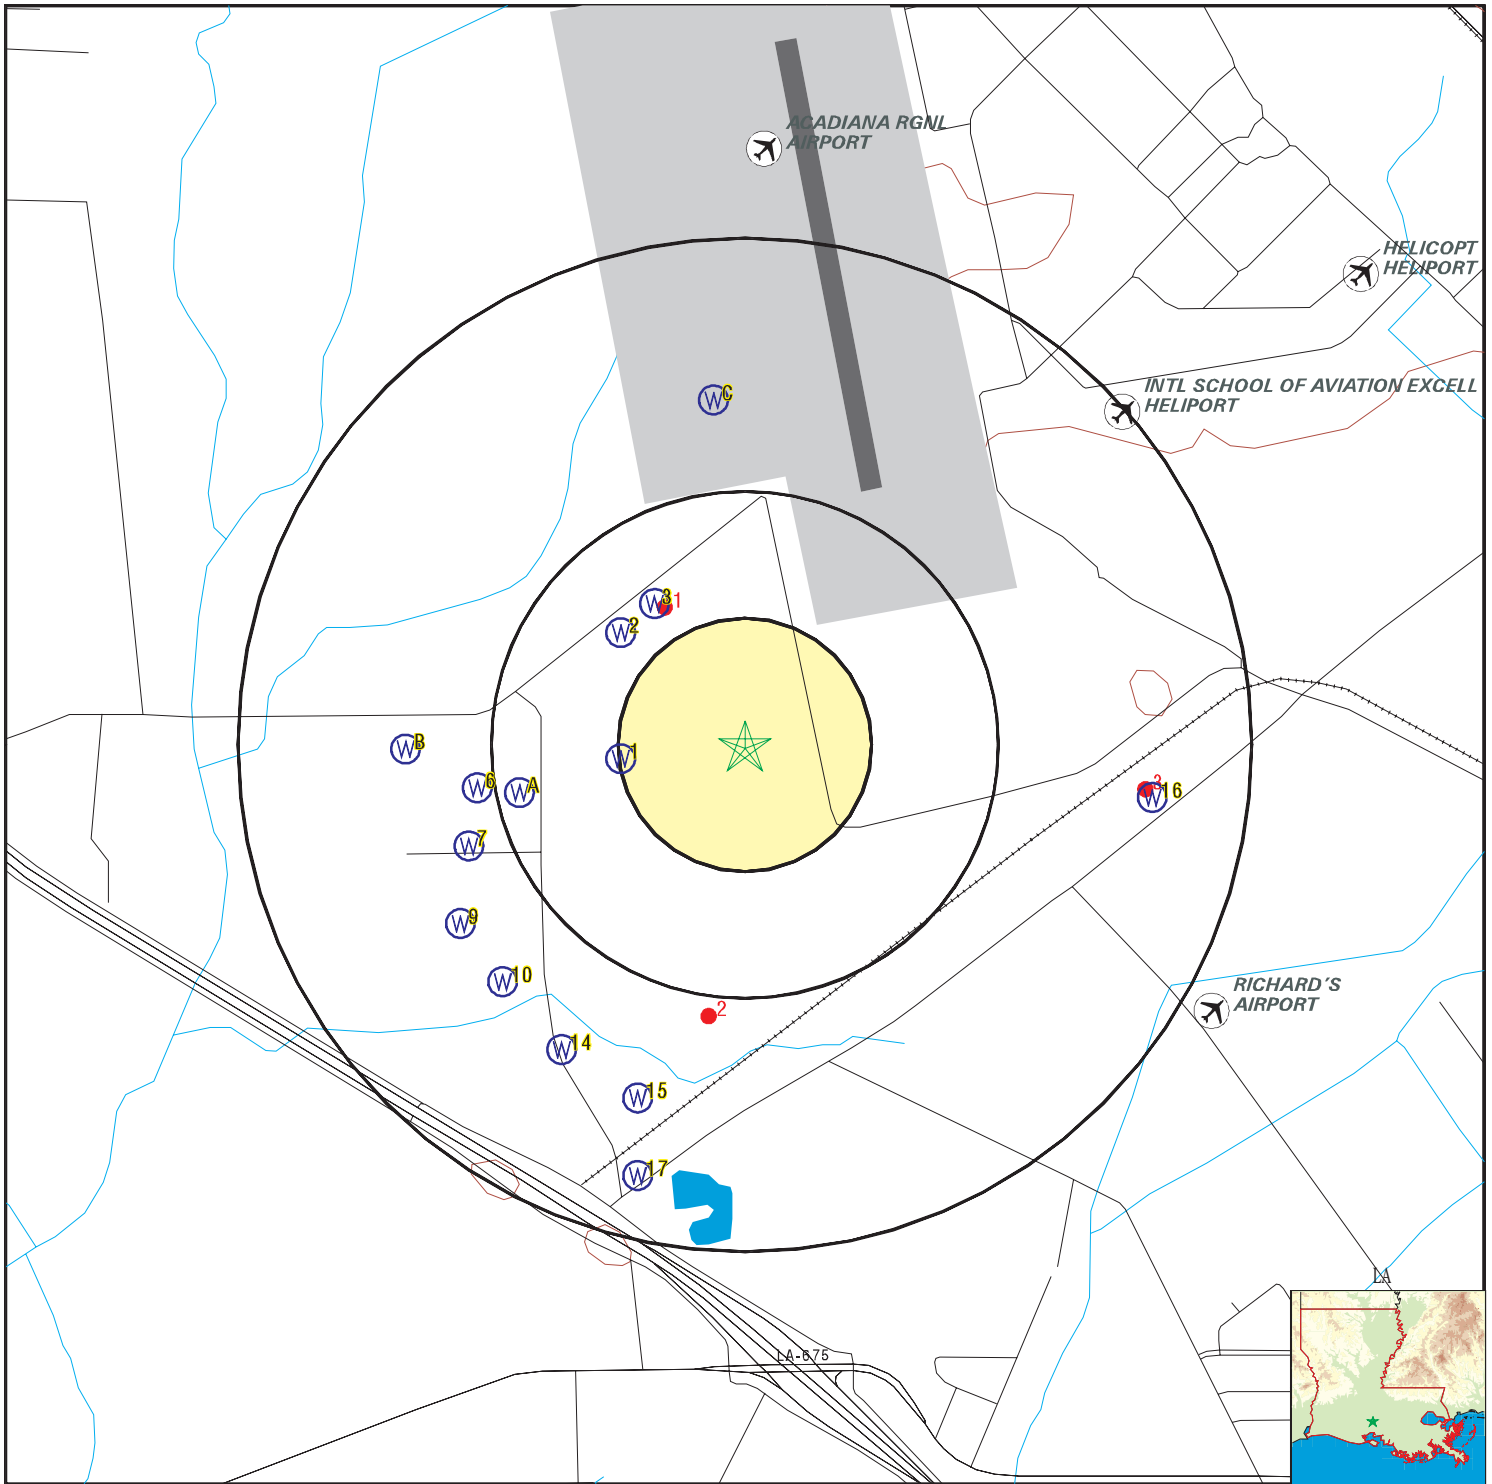 ACADIANA RGNL
AIRPORT
HELICOPT
HELIPORT
INTL SCHOOL OF AVIATION EXCELL
HELIPORT
W C
W 3 1
W 2
W B
W 1
W 6
W A
3
W 16
W 7
W 9
W 10
RICHARD'S
AIRPORT
2
W 14
W 15
W 17
LA
LA-675